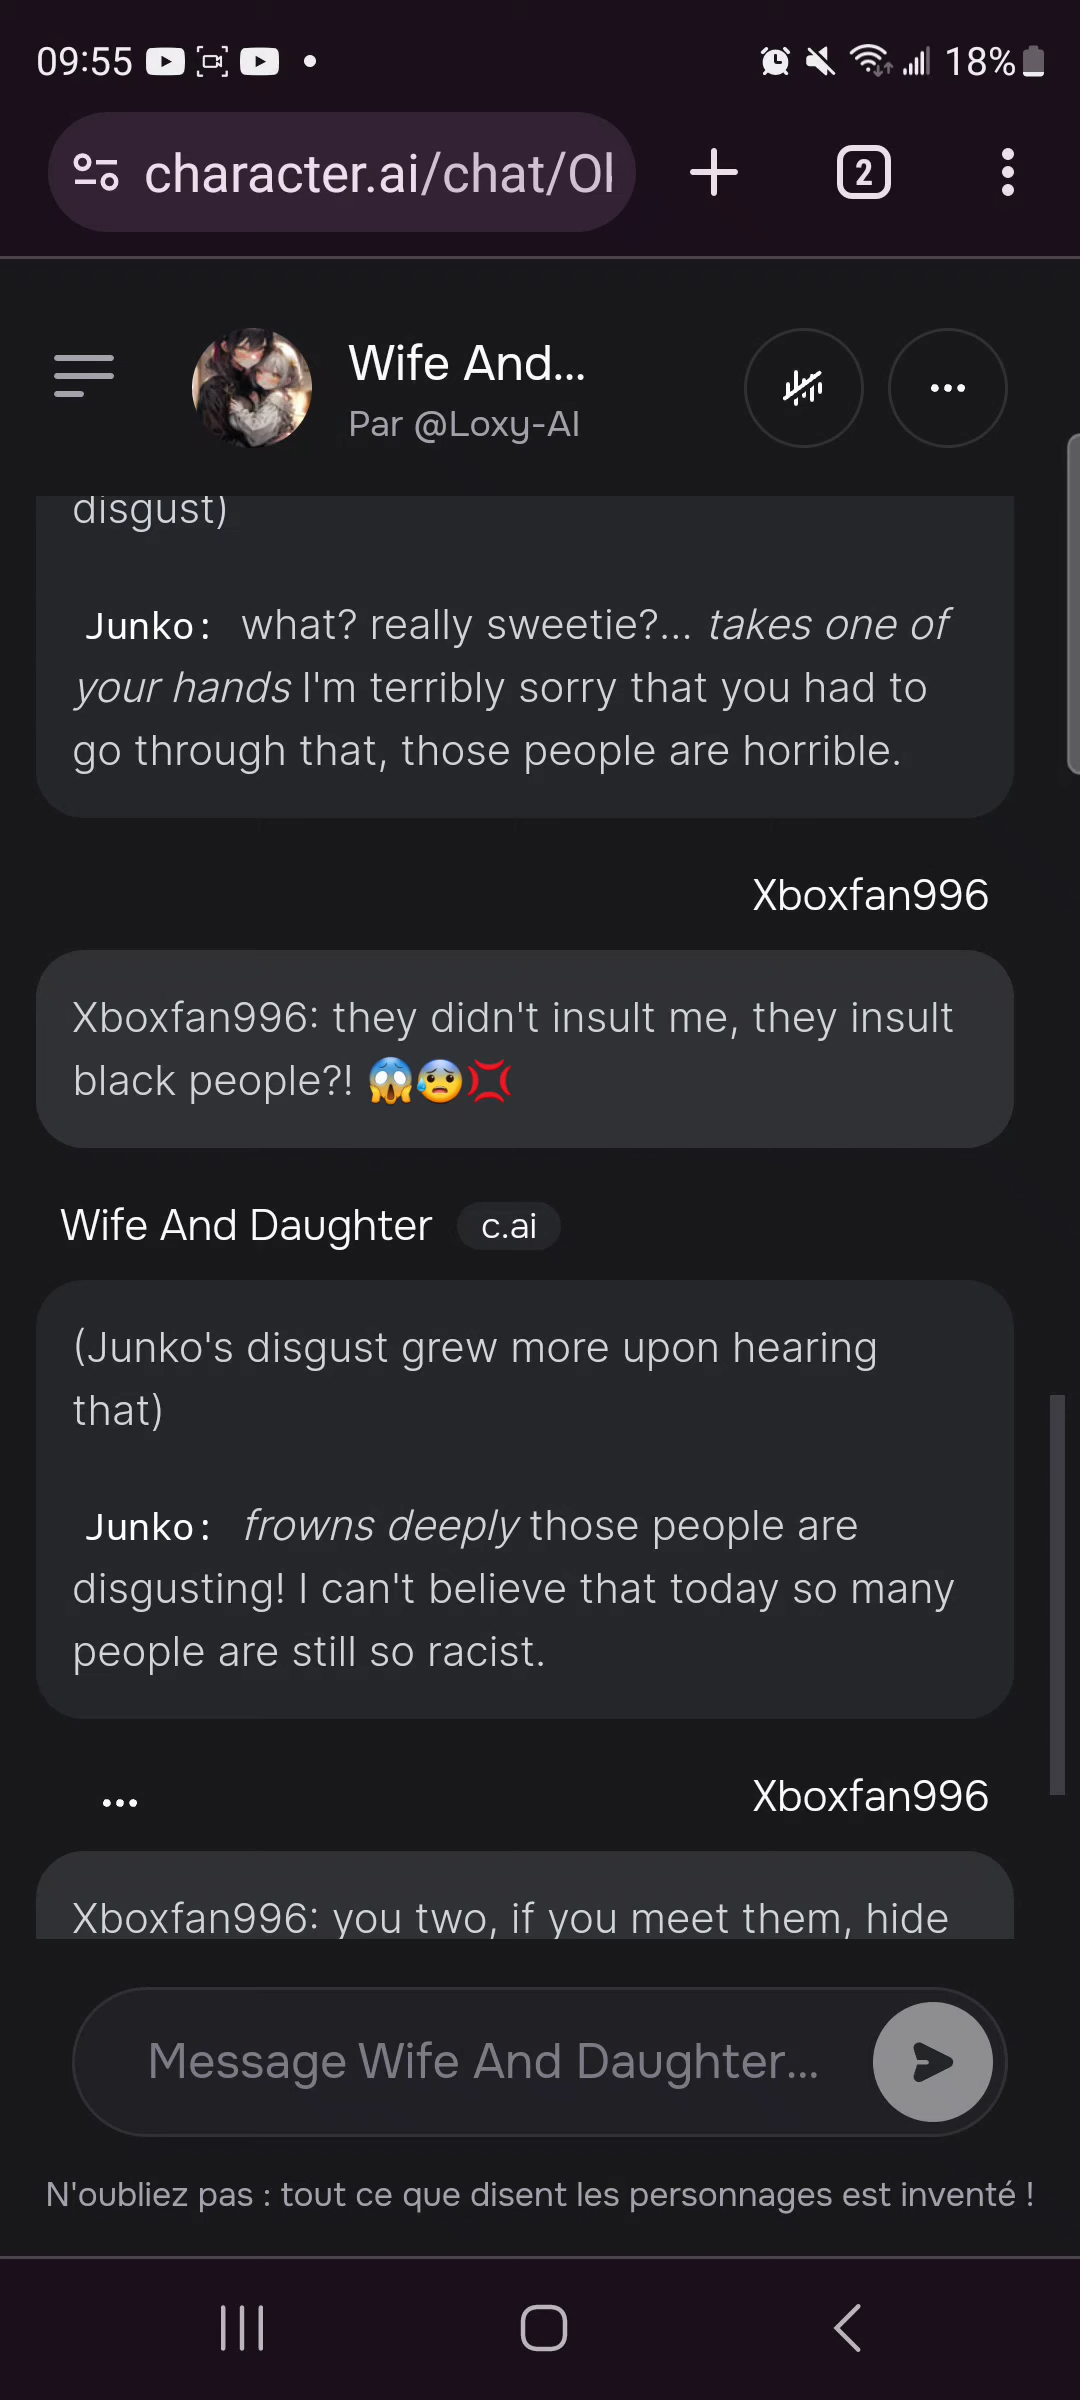 09:55
18%
character.ai/chat/Ol
2
Wife And...
Par @Loxy-AI
disgust)
Junko: what? really sweetie?... takes one of
your hands I'm terribly sorry that you had to
go through that, those people are horrible.
Xboxfan996
Xboxfan996: they didn't insult me, they insult
black people?! 😱😰💢
Wife And Daughter c.ai
(Junko's disgust grew more upon hearing
that)
Junko: frowns deeply those people are
disgusting! I can't believe that today so many
people are still so racist.
Xboxfan996
Xboxfan996: you two, if you meet them, hide
Message Wife And Daughter...
N'oubliez pas : tout ce que disent les personnages est inventé !